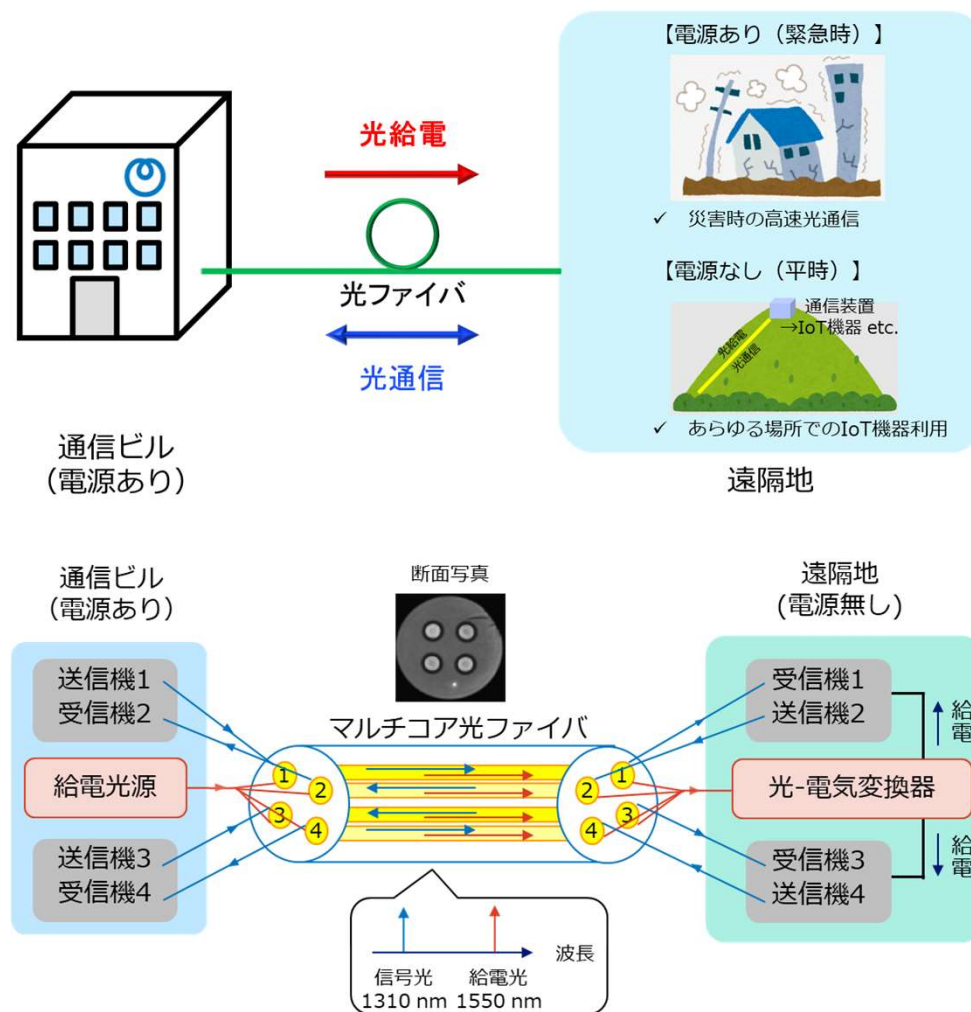 【電源あり（緊急時）】
光給電
✓ 災害時の高速光通信
【電源なし（平時）】
光ファイバ
通信装置
→IoT機器 etc.
光給電
光通信
光通信
✓ あらゆる場所でのIoT機器利用
通信ビル
（電源あり）
遠隔地
通信ビル
（電源あり）
断面写真
遠隔地
(電源無し)
送信機1
受信機2
マルチコア光ファイバ
受信機1
送信機2
給電
給電光源
1
2
3
4
1
2
3
4
光-電気変換器
送信機3
受信機4
受信機3
送信機4
給電
波長
信号光
1310 nm
給電光
1550 nm